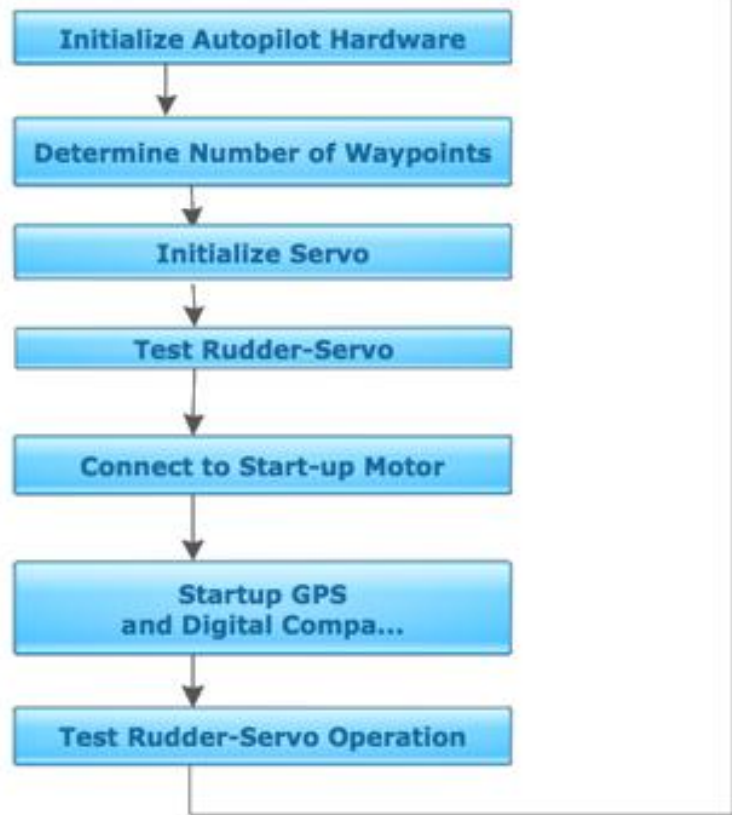 Initialize Autopilot Hardware
Determine Number of Waypoints
Initialize Servo
Test Rudder-Servo
Connect to Start-up Motor
Startup GPS
and Digital Compa...
Test Rudder-Servo Operation